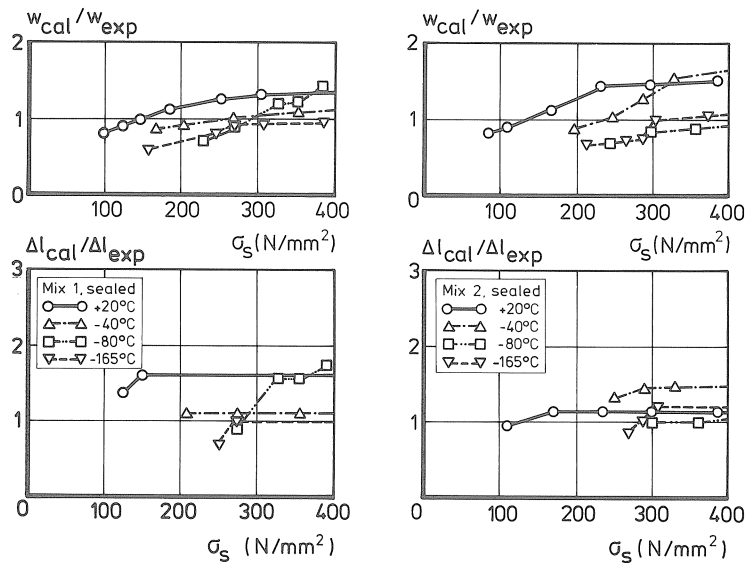 w_cal/w_exp
2
1
0
100 200 300 400
σ_s (N/mm²)
w_cal/w_exp
2
1
0
100 200 300 400
σ_s (N/mm²)
Δl_cal/Δl_exp
3
2
1
0
Mix 1, sealed
+20°C
-40°C
-80°C
-165°C
100 200 300 400
σ_s (N/mm²)
Δl_cal/Δl_exp
3
2
1
0
Mix 2, sealed
+20°C
-40°C
-80°C
-165°C
100 200 300 400
σ_s (N/mm²)